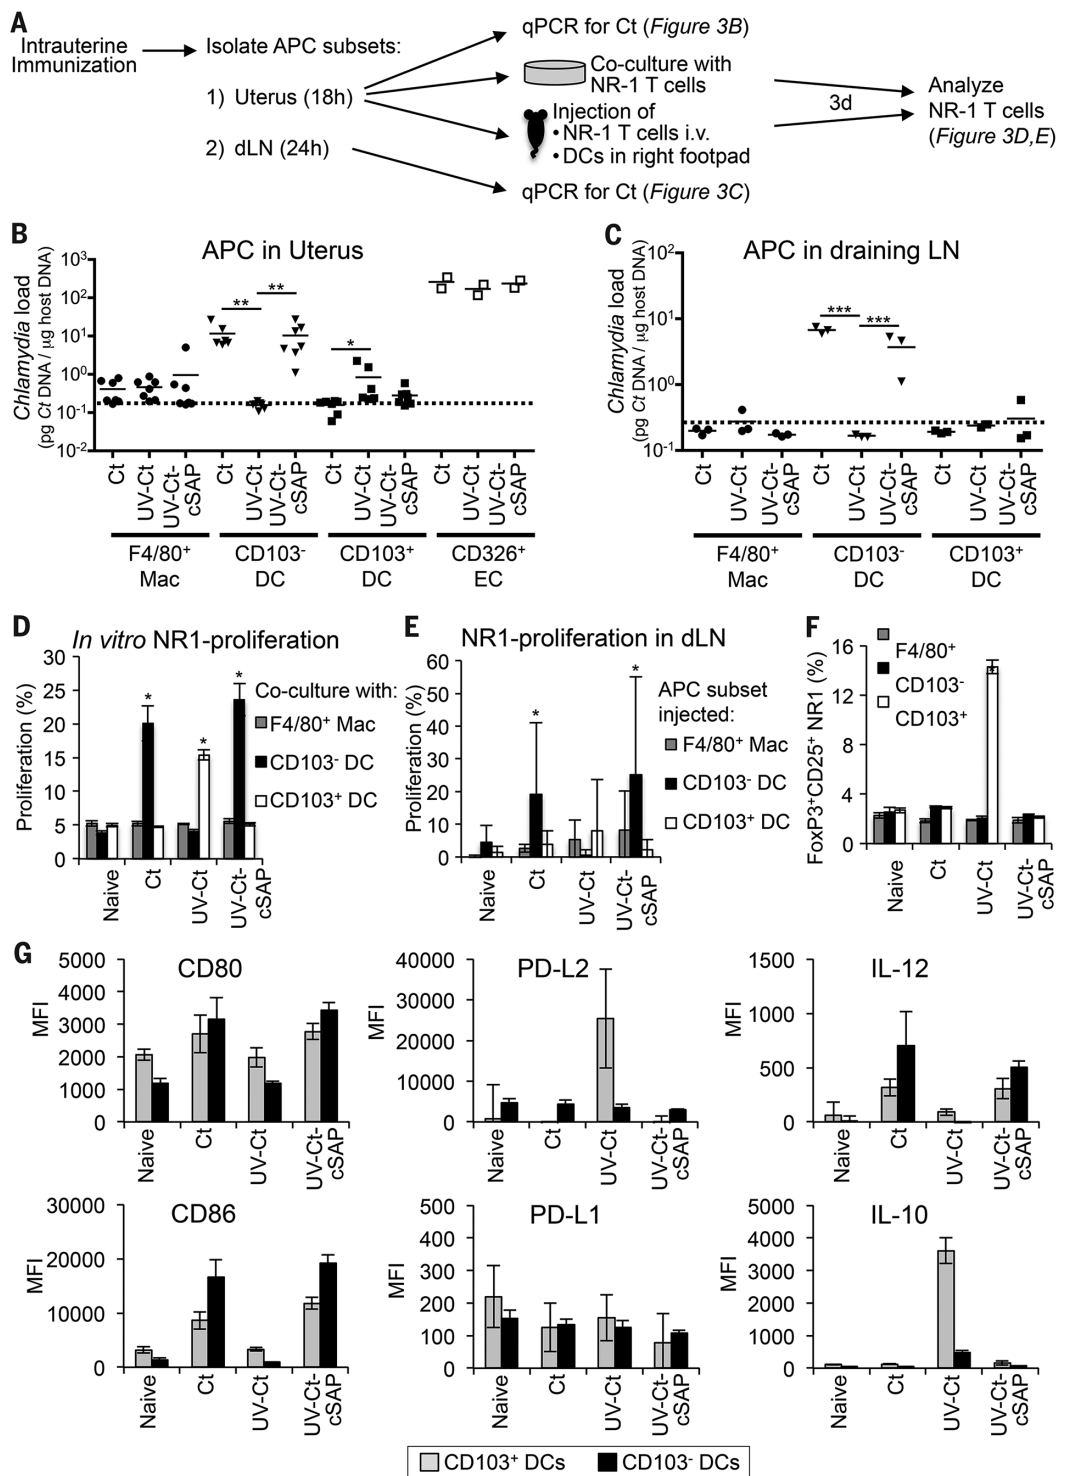 A
Intrauterine
Immunization
Isolate APC subsets:
1) Uterus (18h)
2) dLN (24h)
qPCR for Ct (Figure 3B)
Co-culture with
NR-1 T cells
Injection of
• NR-1 T cells i.v.
• DCs in right footpad
qPCR for Ct (Figure 3C)
3d
Analyze
NR-1 T cells
(Figure 3D,E)
B
APC in Uterus
Chlamydia load
(pg Ct DNA / µg host DNA)
10³
10²
10⁰
10⁻¹
10⁻²
**
**
*
Ct
UV-Ct
UV-Ct-
cSAP
Ct
UV-Ct
UV-Ct-
cSAP
Ct
UV-Ct
UV-Ct-
cSAP
Ct
UV-Ct
UV-Ct-
cSAP
F4/80⁺
Mac
CD103⁻
DC
CD103⁺
DC
CD326⁺
EC
C
APC in draining LN
Chlamydia load
(pg Ct DNA / µg host DNA)
10²
10¹
10⁰
10⁻¹
***
***
Ct
UV-Ct
UV-Ct-
cSAP
Ct
UV-Ct
UV-Ct-
cSAP
Ct
UV-Ct
UV-Ct-
cSAP
F4/80⁺
Mac
CD103⁻
DC
CD103⁺
DC
D
In vitro NR1-proliferation
Proliferation (%)
30
25
20
15
10
5
0
*
*
*
Co-culture with:
F4/80⁺ Mac
CD103⁻ DC
CD103⁺ DC
Naive
Ct
UV-Ct
UV-Ct-
cSAP
E
NR1-proliferation in dLN
Proliferation (%)
60
50
40
30
20
10
0
*
*
APC subset
injected:
F4/80⁺ Mac
CD103⁻ DC
CD103⁺ DC
Naive
Ct
UV-Ct
UV-Ct-
cSAP
F
FoxP3⁺CD25⁺ NR1 (%)
16
12
8
4
0
F4/80⁺
CD103⁻
CD103⁺
*
Naive
Ct
UV-Ct
UV-Ct-
cSAP
G
CD80
MFI
5000
4000
3000
2000
1000
0
Naive
Ct
UV-Ct
UV-Ct-
cSAP
PD-L2
MFI
40000
30000
20000
10000
0
Naive
Ct
UV-Ct
UV-Ct-
cSAP
IL-12
MFI
1500
1000
500
0
Naive
Ct
UV-Ct
UV-Ct-
cSAP
CD86
MFI
30000
20000
10000
0
Naive
Ct
UV-Ct
UV-Ct-
cSAP
PD-L1
MFI
500
400
300
200
100
0
Naive
Ct
UV-Ct
UV-Ct-
cSAP
IL-10
MFI
5000
4000
3000
2000
1000
0
Naive
Ct
UV-Ct
UV-Ct-
cSAP
CD103⁺ DCs
CD103⁻ DCs